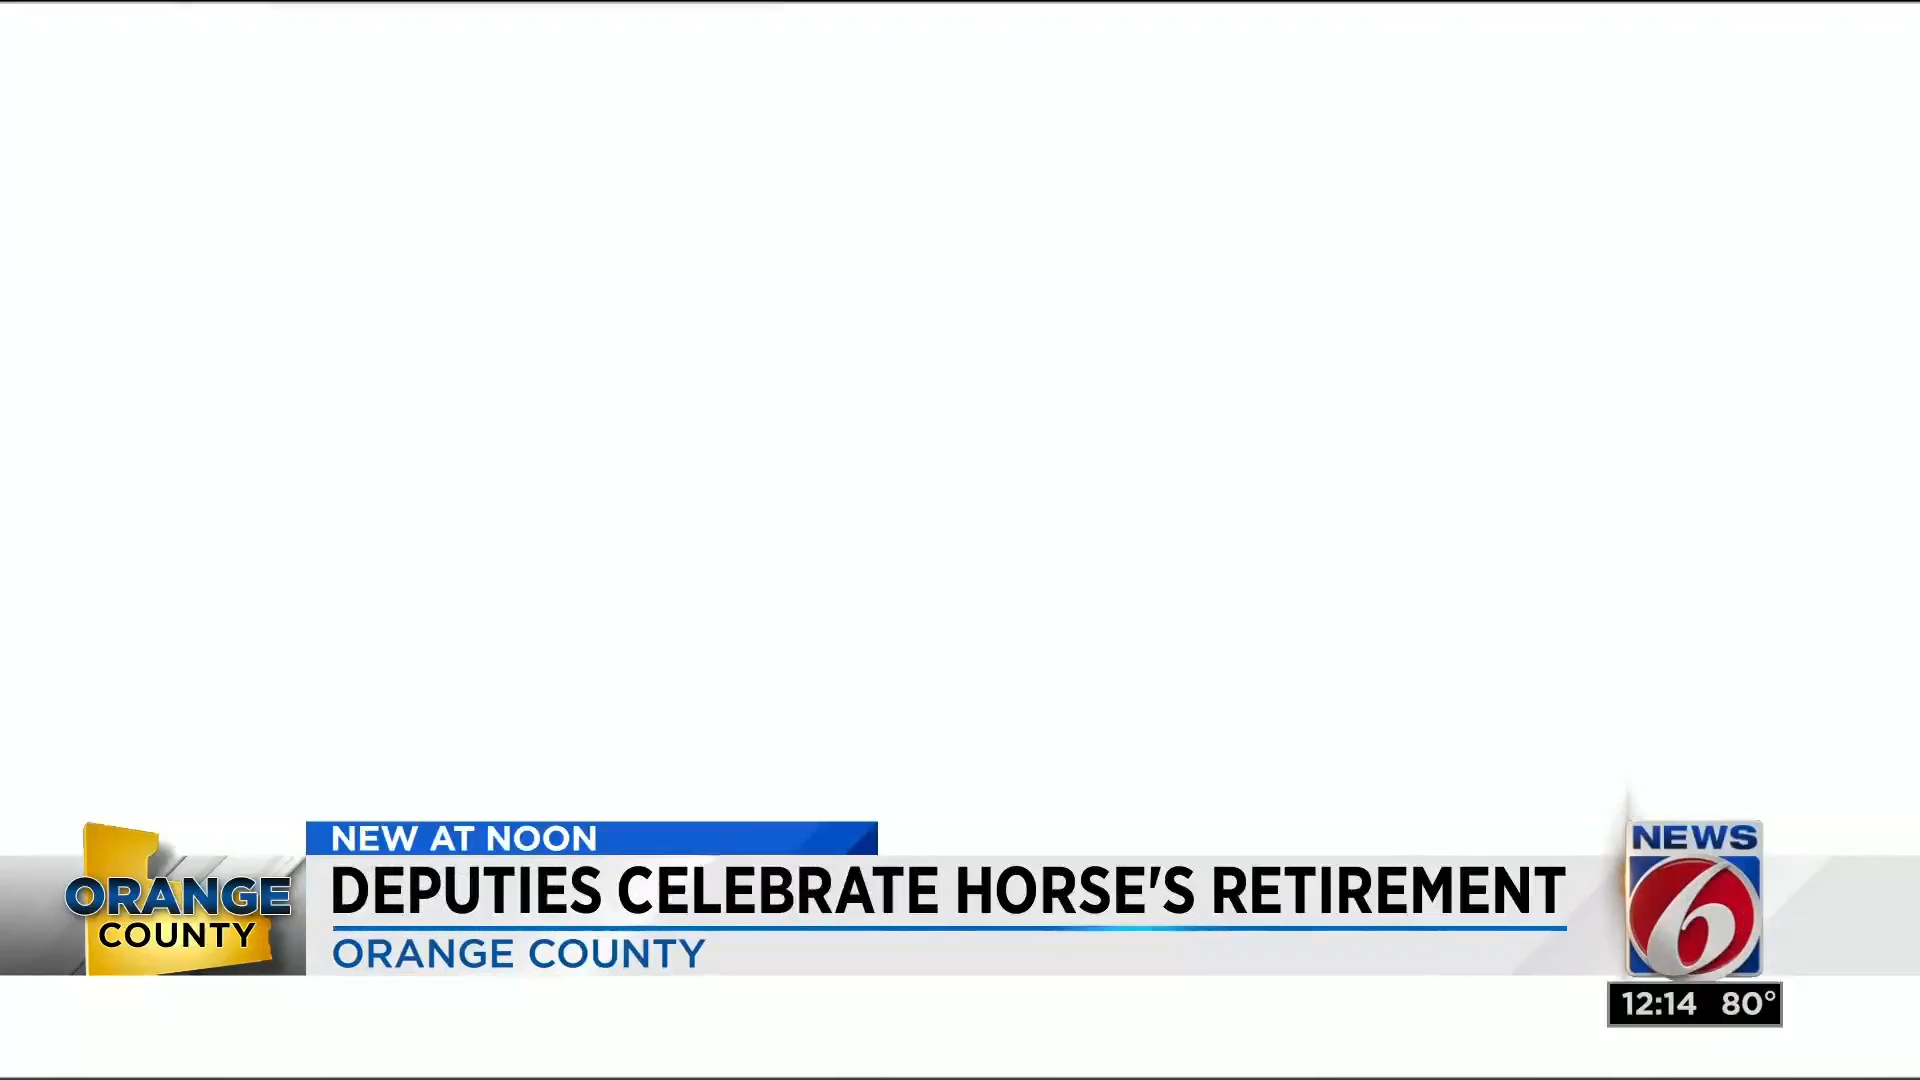 NEW AT NOON
DEPUTIES CELEBRATE HORSE'S RETIREMENT
ORANGE COUNTY
ORANGE
COUNTY
NEWS
6
12:14 80°